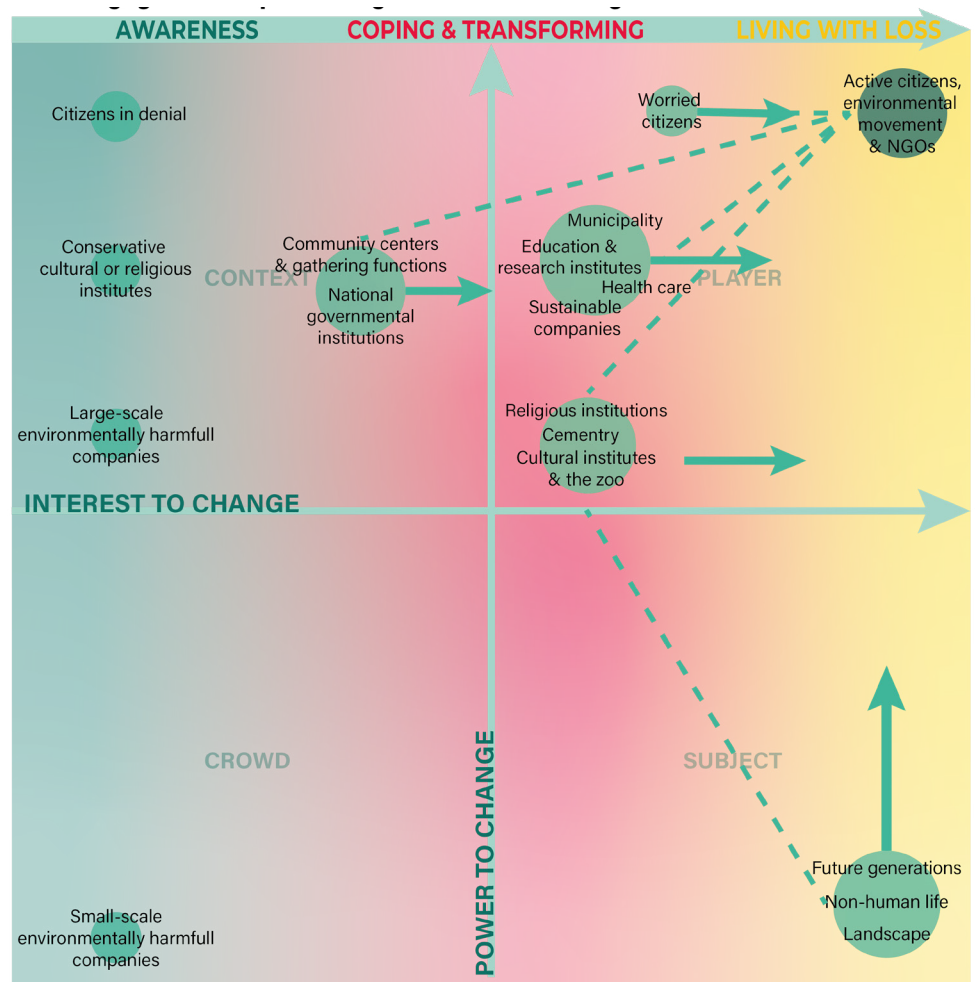 AWARENESS
COPING & TRANSFORMING
LIVING WITH LOSS
Citizens in denial
Worried
citizens
Active citizens,
environmental
movement
& NGOs
Conservative
cultural or religious
institutes
CONTEXT
Community centers
& gathering functions
National
governmental
institutions
Municipality
Education &
research institutes
Health care
Sustainable
companies
PLAYER
Large-scale
environmentally harmfull
companies
Religious institutions
Cementry
Cultural institutes
& the zoo
INTEREST TO CHANGE
CROWD
POWER TO CHANGE
SUBJECT
Small-scale
environmentally harmfull
companies
Future generations
Non-human life
Landscape